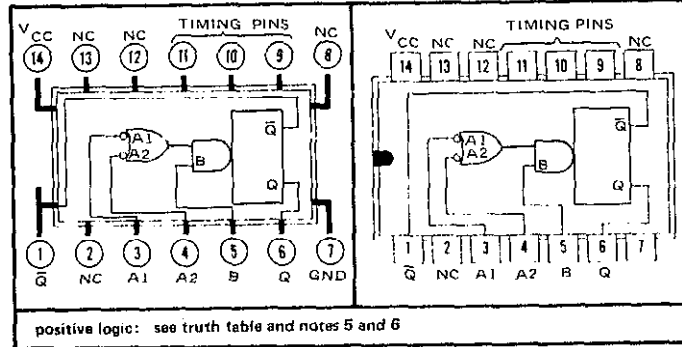 TIMING PINS
VCC NC NC NC
14 13 12 11 10 9 8
A1
A2
B
Q̅
Q
1 2 3 4 5 6 7
Q̅ NC A1 A2 B Q GND
TIMING PINS
VCC NC NC NC
14 13 12 11 10 9 8
A1
A2
B
Q̅
Q
1 2 3 4 5 6 7
Q̅ NC A1 A2 B Q
positive logic: see truth table and notes 5 and 6